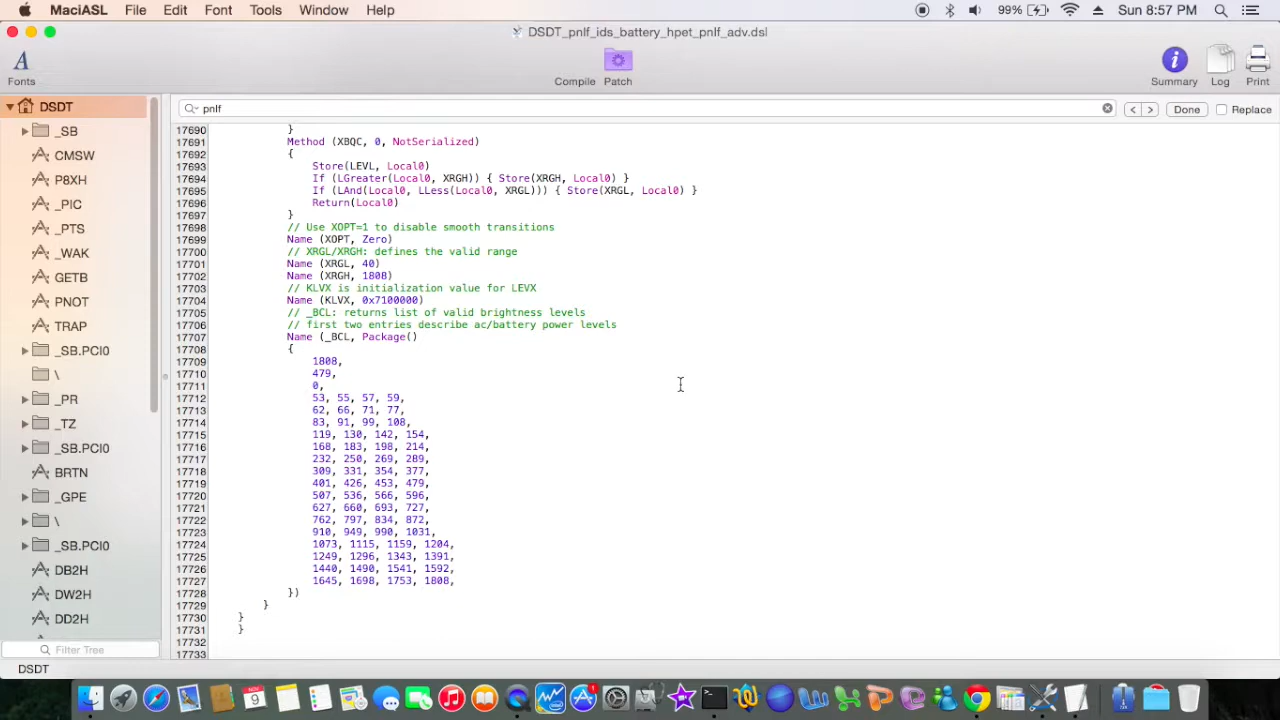 MaciASL File Edit Font Tools Window Help 99% Sun 8:57 PM
DSDT_pnlf_ids_battery_hpet_pnlf_adv.dsl
Fonts Compile Patch Summary Log Print
DSDT pnlf Done Replace
_SB
CMSW
P8XH
_PIC
_PTS
_WAK
GETB
PNOT
TRAP
_SB.PCI0
\
_PR
_TZ
_SB.PCI0
BRTN
_GPE
\
_SB.PCI0
DB2H
DW2H
DD2H
Filter Tree
DSDT
17690 }
17691 Method (XBQC, 0, NotSerialized)
17692 {
17693 Store(LEVL, Local0)
17694 If (LGreater(Local0, XRGH)) { Store(XRGH, Local0) }
17695 If (LAnd(Local0, LLess(Local0, XRGL))) { Store(XRGL, Local0) }
17696 Return(Local0)
17697 }
17698 // Use XOPT=1 to disable smooth transitions
17699 Name (XOPT, Zero)
17700 // XRGL/XRGH: defines the valid range
17701 Name (XRGL, 40)
17702 Name (XRGH, 1808)
17703 // KLVX is initialization value for LEVX
17704 Name (KLVX, 0x7100000)
17705 // _BCL: returns list of valid brightness levels
17706 // first two entries describe ac/battery power levels
17707 Name (_BCL, Package()
17708 {
17709 1808,
17710 479,
17711 0,
17712 53, 55, 57, 59,
17713 62, 66, 71, 77,
17714 83, 91, 99, 108,
17715 119, 130, 142, 154,
17716 168, 183, 198, 214,
17717 232, 250, 269, 289,
17718 309, 331, 354, 377,
17719 401, 426, 453, 479,
17720 507, 536, 566, 596,
17721 627, 660, 693, 727,
17722 762, 797, 834, 872,
17723 910, 949, 990, 1031,
17724 1073, 1115, 1159, 1204,
17725 1249, 1296, 1343, 1391,
17726 1440, 1490, 1541, 1592,
17727 1645, 1698, 1753, 1808,
17728 })
17729 }
17730 }
17731 }
17732
17733